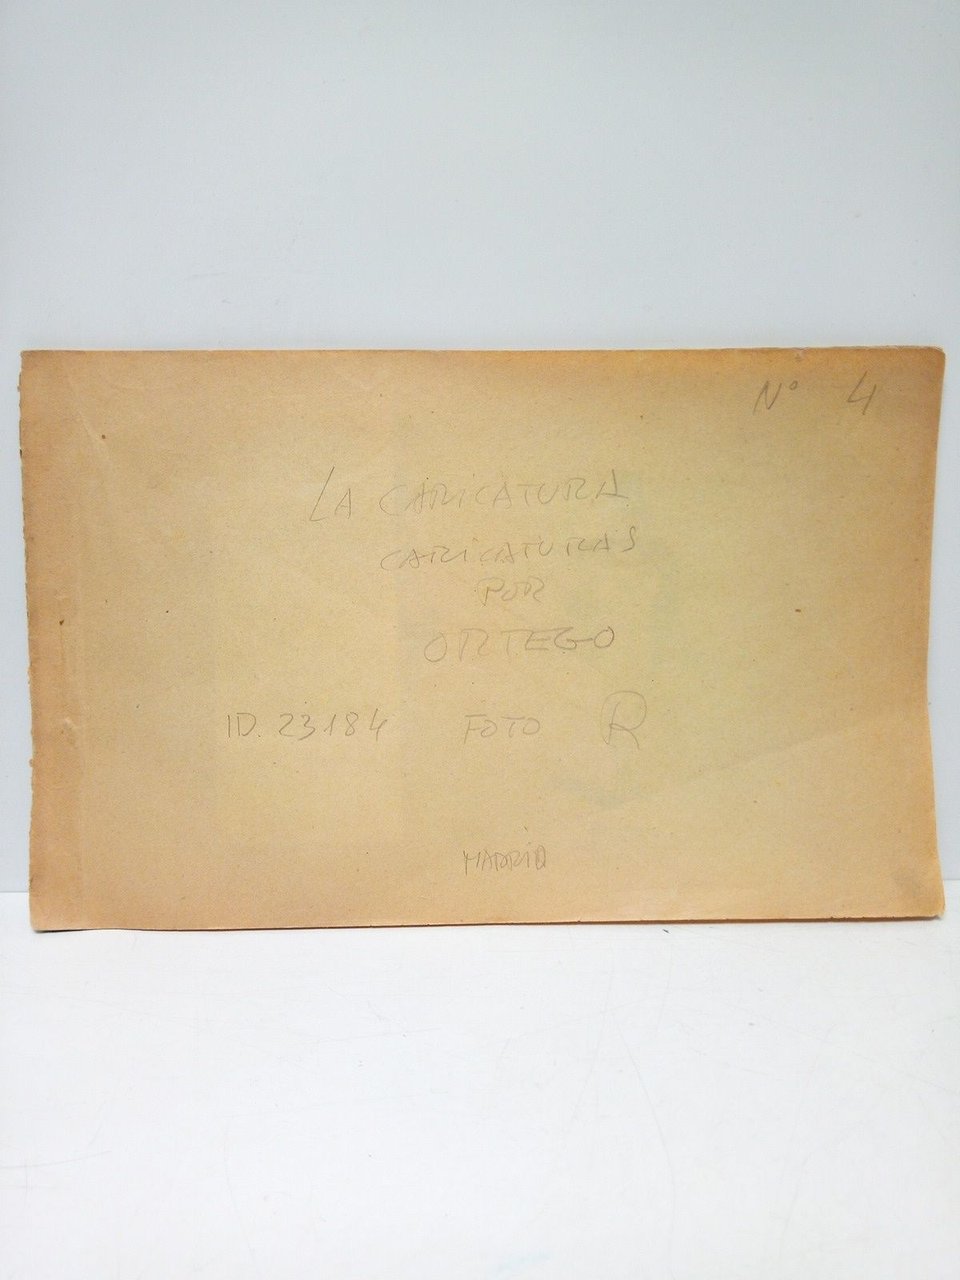 Nº 4
LA CARICATURA
CARICATURAS
POR
ORTEGO
ID. 23184 FOTO R
MADRID